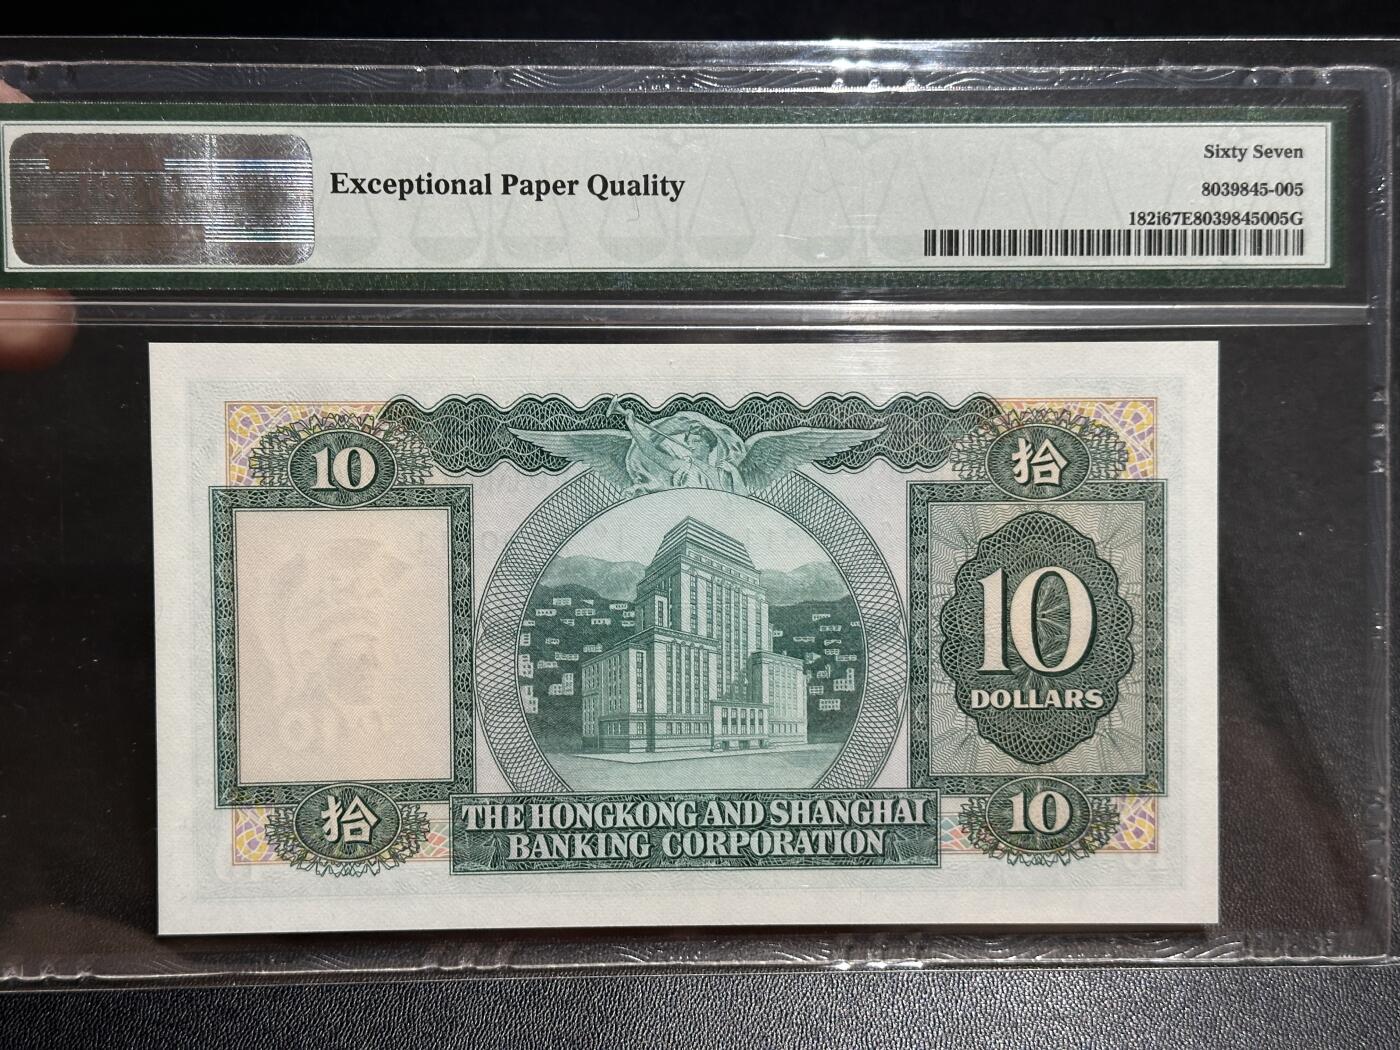 Exceptional Paper Quality
Sixty Seven
8039845-005
182i67E8039845005G
10
拾
10
DOLLARS
拾
THE HONGKONG AND SHANGHAI
BANKING CORPORATION
10